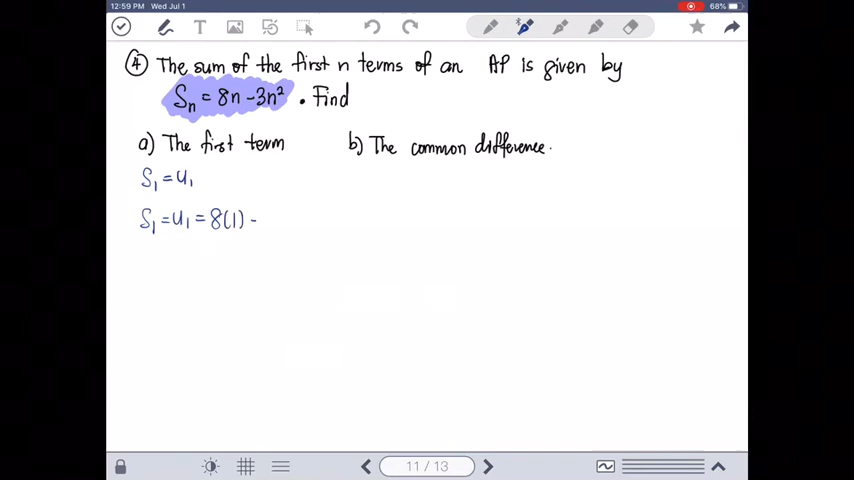 12:59 PM Wed Jul 1
68%
T
④ The sum of the first n terms of an AP is given by
Sₙ = 8n - 3n². Find
a) The first term
b) The common difference.
S₁ = u₁
S₁ = u₁ = 8(1) -
11 / 13